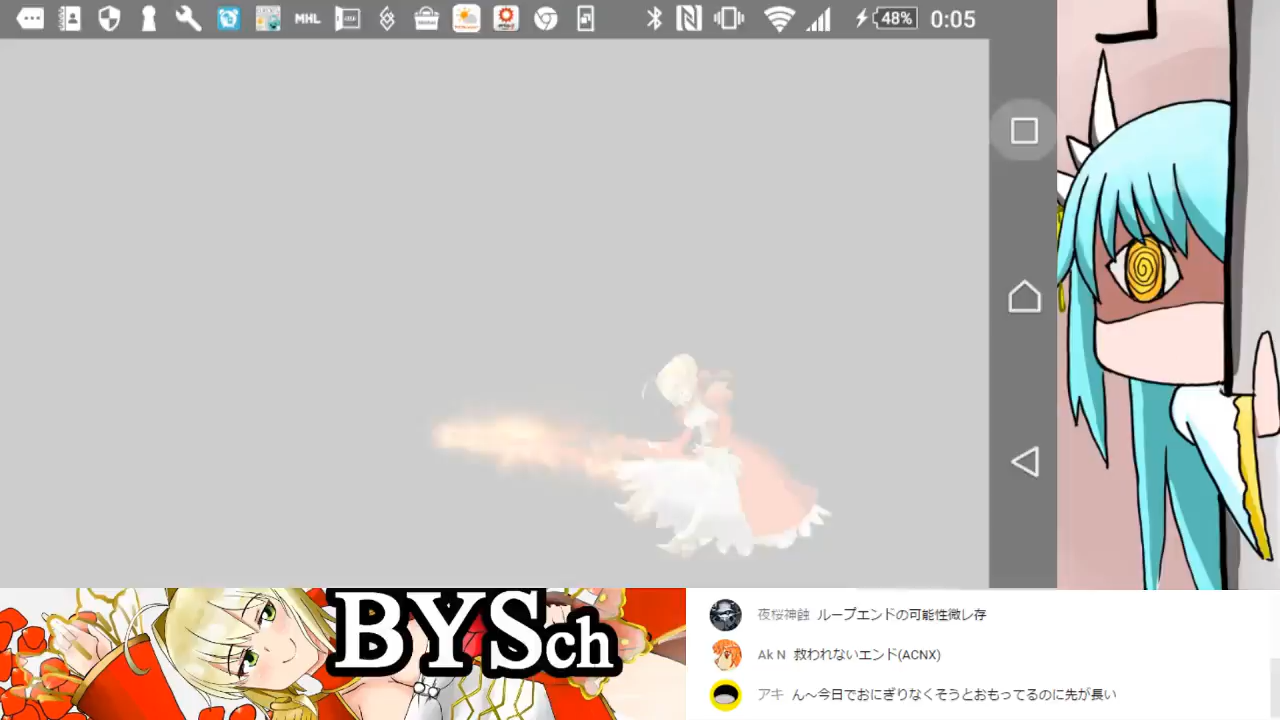 MHL
48%
0:05
BYSch
夜桜神蝕 ループエンドの可能性微レ存
Ak N 救われないエンド(ACNX)
アキ ん～今日でおにぎりなくそうとおもってるのに先が長い